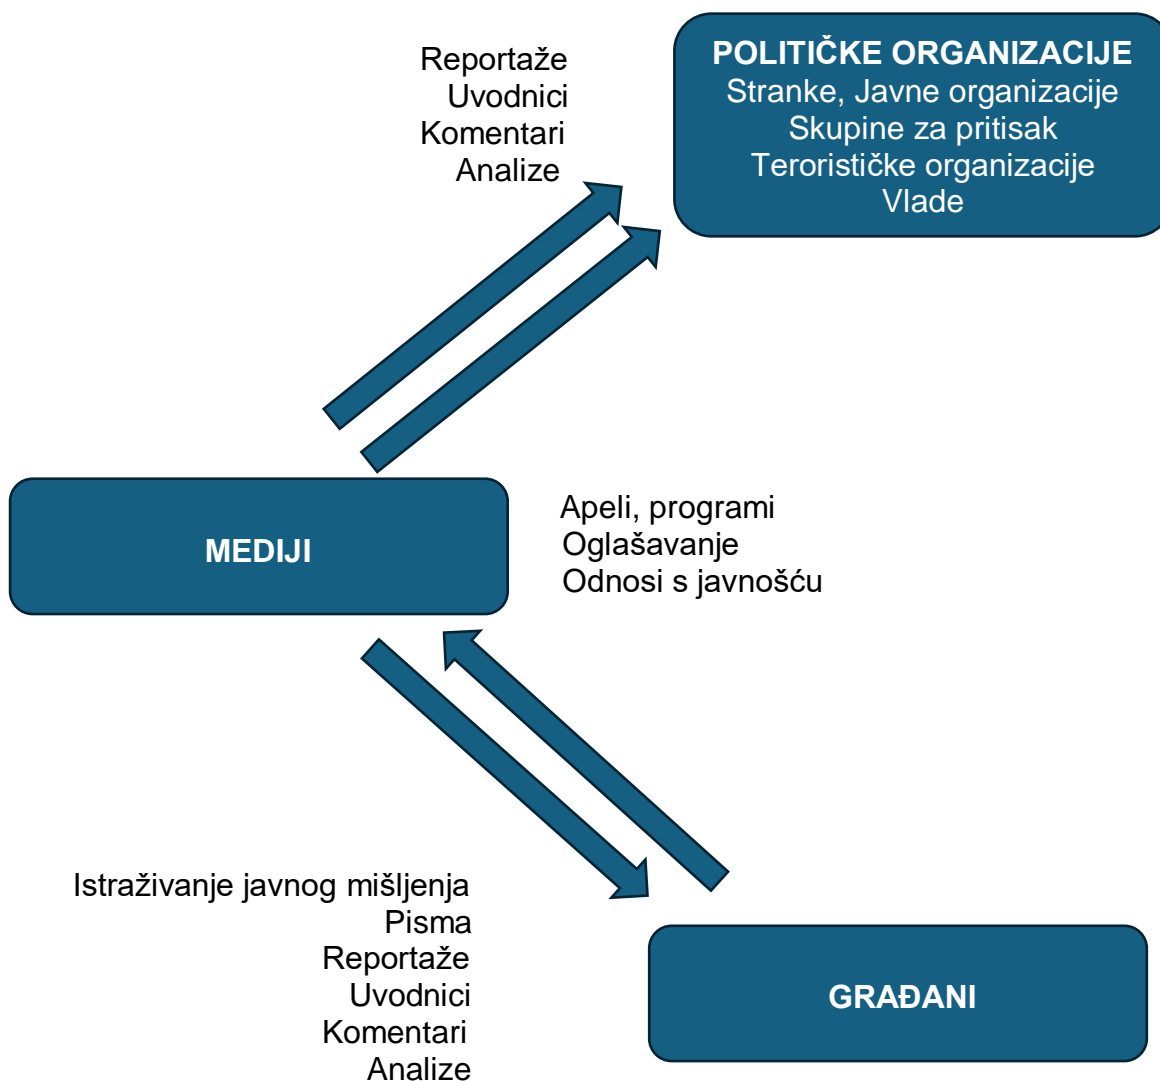 Reportaže
Uvodnici
Komentari
Analize
POLITIČKE ORGANIZACIJE
Stranke, Javne organizacije
Skupine za pritisak
Terorističke organizacije
Vlade
MEDIJI
Apeli, programi
Oglašavanje
Odnosi s javnošću
Istraživanje javnog mišljenja
Pisma
Reportaže
Uvodnici
Komentari
Analize
GRAĐANI